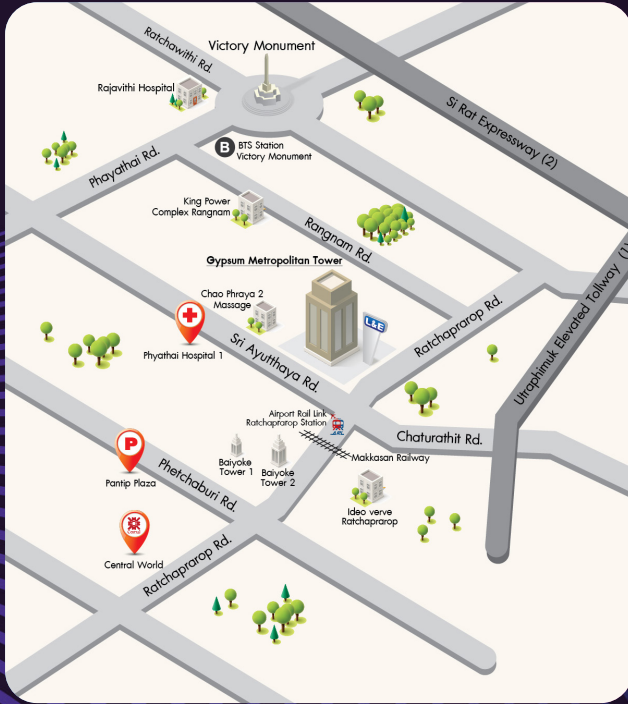 Ratchawithi Rd.
Victory Monument
Rajavithi Hospital
Si Rat Expressway (2)
B
BTS Station
Victory Monument
Phayathai Rd.
King Power
Complex Rangnam
Rangnam Rd.
Gypsum Metropolitan Tower
Utraphimuk Elevated Tollway (1)
Chao Phraya 2
Massage
L&E
Ratchaprarop Rd.
Phyathai Hospital 1
Sri Ayutthaya Rd.
Airport Rail Link
Ratchaprarop Station
Chaturathit Rd.
Makkasan Railway
Baiyoke
Tower 1
Baiyoke
Tower 2
P
Pantip Plaza
Phetchaburi Rd.
Ideo verve
Ratchaprarop
Central World
Ratchaprarop Rd.